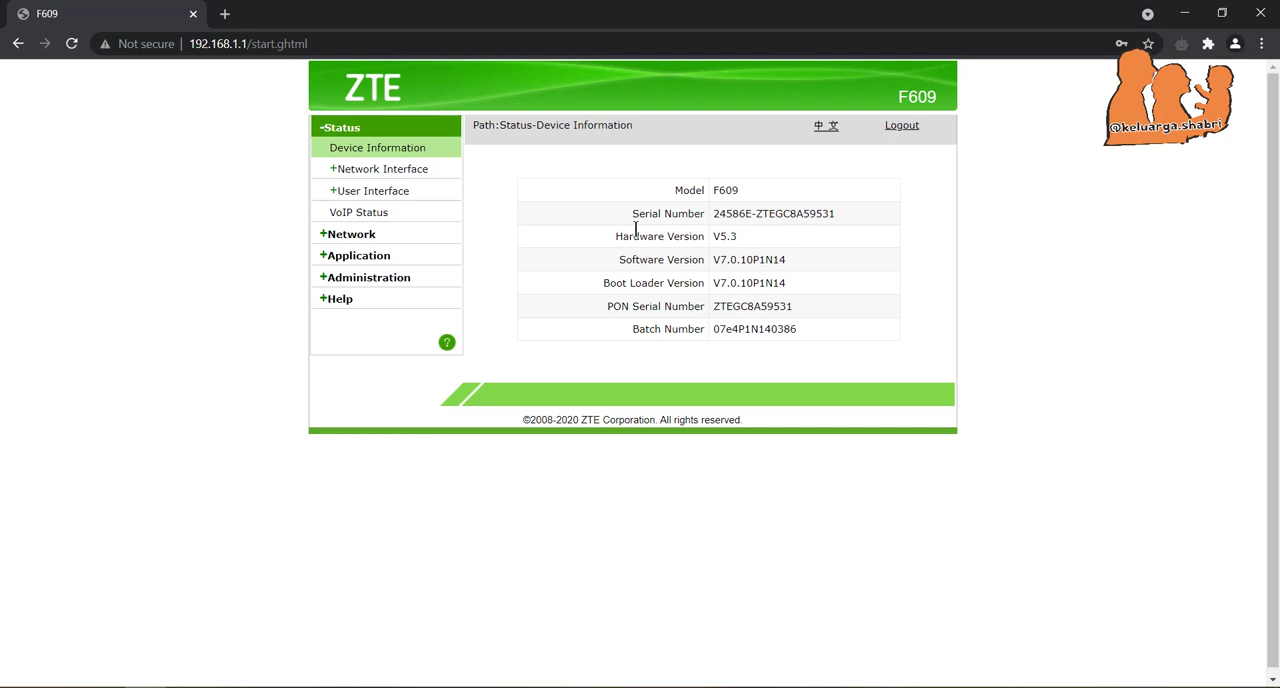 F609
Not secure | 192.168.1.1/start.ghtml
ZTE
F609
@keluarga.shabri
-Status
Path:Status-Device Information
中 文
Logout
Device Information
+Network Interface
+User Interface
VoIP Status
+Network
+Application
+Administration
+Help
?
Model F609
Serial Number 24586E-ZTEGC8A59531
Hardware Version V5.3
Software Version V7.0.10P1N14
Boot Loader Version V7.0.10P1N14
PON Serial Number ZTEGC8A59531
Batch Number 07e4P1N140386
©2008-2020 ZTE Corporation. All rights reserved.